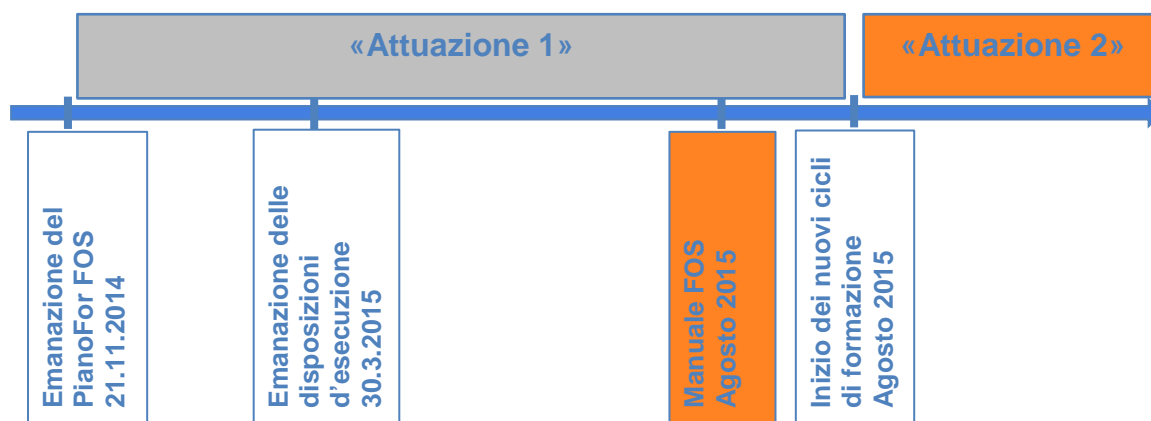 «Attuazione 1»
«Attuazione 2»
Emanazione del
PianoFor FOS
21.11.2014
Emanazione delle
disposizioni
d’esecuzione
30.3.2015
Manuale FOS
Agosto 2015
Inizio dei nuovi cicli
di formazione
Agosto 2015